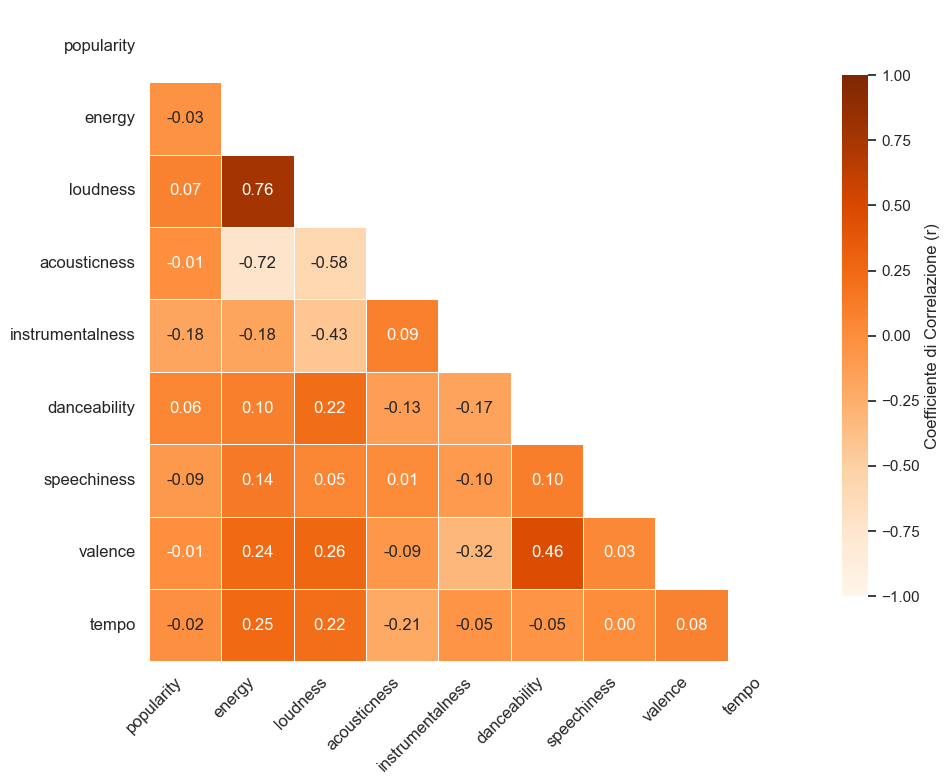 popularity
energy -0.03
loudness 0.07 0.76
acousticness -0.01 -0.72 -0.58
instrumentalness -0.18 -0.18 -0.43 0.09
danceability 0.06 0.10 0.22 -0.13 -0.17
speechiness -0.09 0.14 0.05 0.01 -0.10 0.10
valence -0.01 0.24 0.26 -0.09 -0.32 0.46 0.03
tempo -0.02 0.25 0.22 -0.21 -0.05 -0.05 0.00 0.08
popularity energy loudness acousticness instrumentalness danceability speechiness valence tempo
1.00
0.75
0.50
0.25
0.00
−0.25
−0.50
−0.75
−1.00
Coefficiente di Correlazione (r)